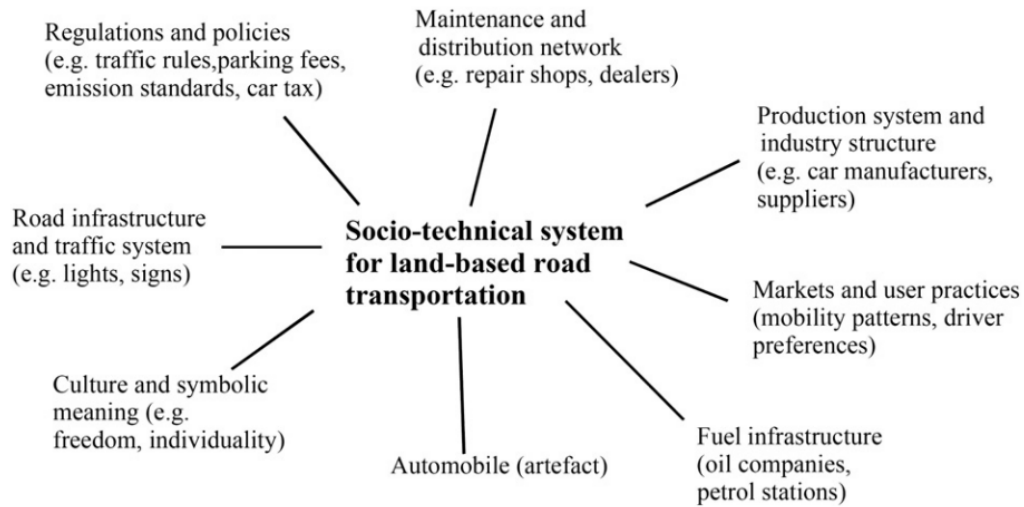 Regulations and policies
(e.g. traffic rules,parking fees,
emission standards, car tax)
Maintenance and
distribution network
(e.g. repair shops, dealers)
Production system and
industry structure
(e.g. car manufacturers,
suppliers)
Road infrastructure
and traffic system
(e.g. lights, signs)
Socio-technical system
for land-based road
transportation
Markets and user practices
(mobility patterns, driver
preferences)
Culture and symbolic
meaning (e.g.
freedom, individuality)
Automobile (artefact)
Fuel infrastructure
(oil companies,
petrol stations)